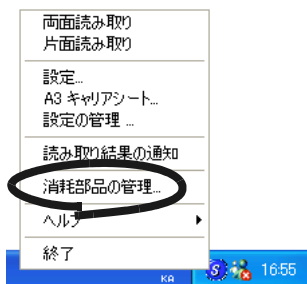 両面読み取り
片面読み取り
設定...
A3 キャリアシート...
設定の管理 ...
読み取り結果の通知
消耗部品の管理...
ヘルプ
終了
KA
S
16:55